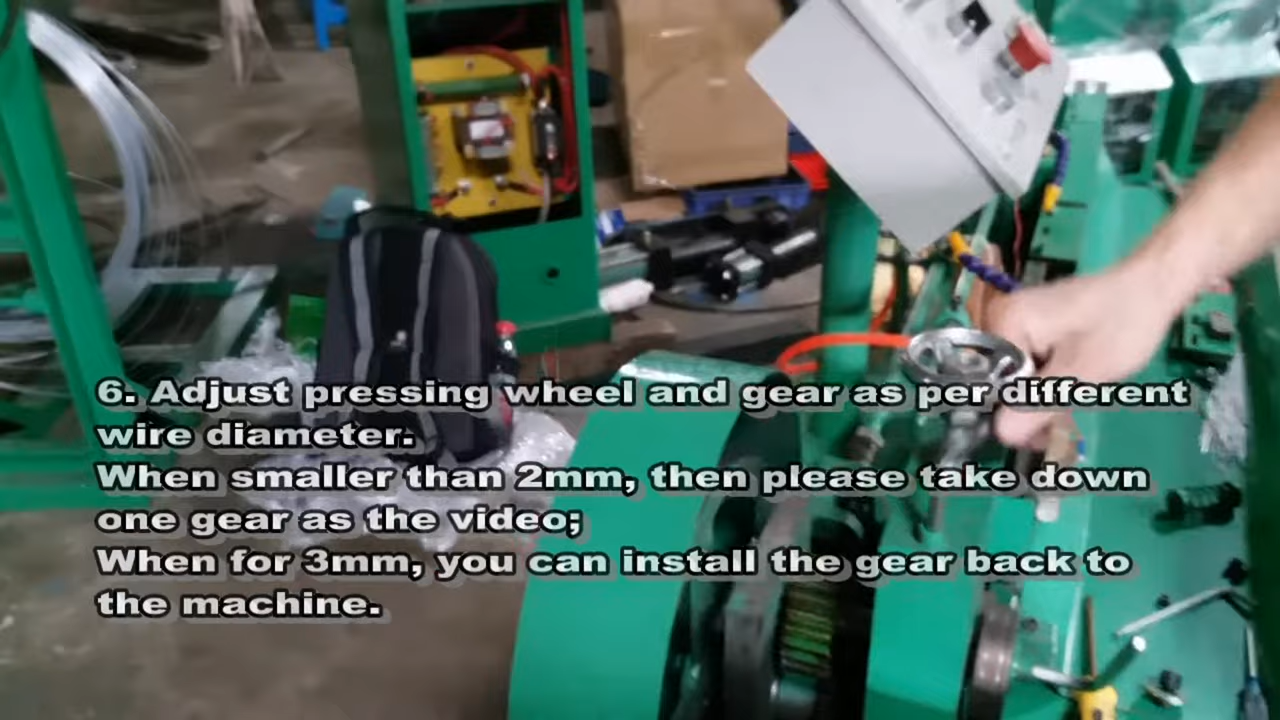 6. Adjust pressing wheel and gear as per different
wire diameter.
When smaller than 2mm, then please take down
one gear as the video;
When for 3mm, you can install the gear back to
the machine.